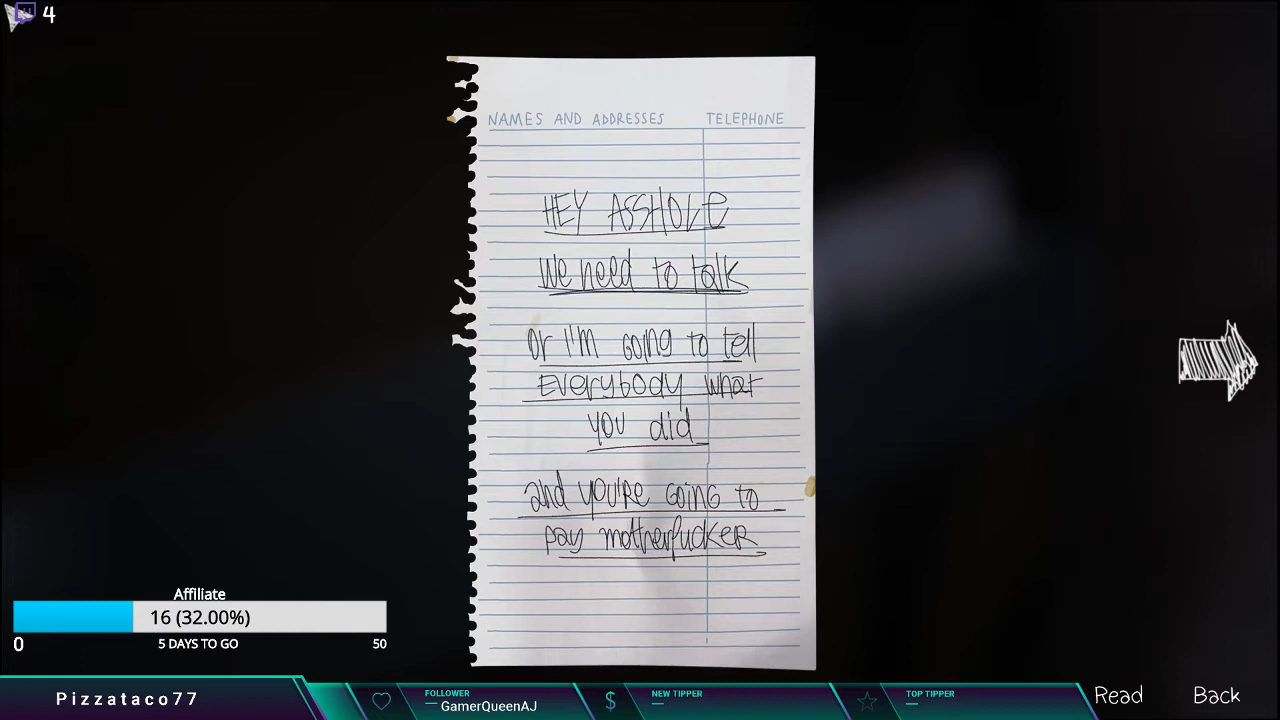 4
NAMES AND ADDRESSES TELEPHONE
HEY ASSHOLE
We need to talk
Or I'm going to tell
Everybody what
you did
and you're going to
pay motherfucker
Affiliate
16 (32.00%)
0 5 DAYS TO GO 50
Pizzataco77
FOLLOWER
GamerQueenAJ
NEW TIPPER
TOP TIPPER
Read Back